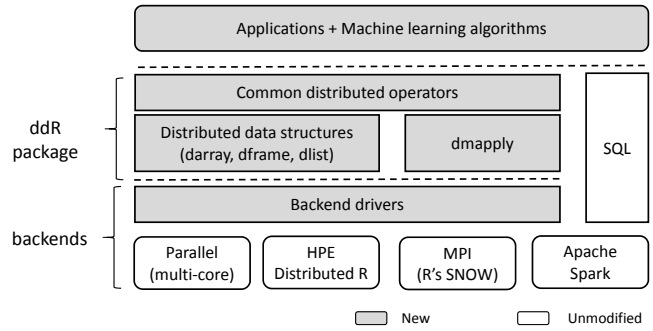 Applications + Machine learning algorithms
ddR
package
Common distributed operators
Distributed data structures
(darray, dframe, dlist)
dmapply
SQL
backends
Backend drivers
Parallel
(multi-core)
HPE
Distributed R
MPI
(R's SNOW)
Apache
Spark
New
Unmodified